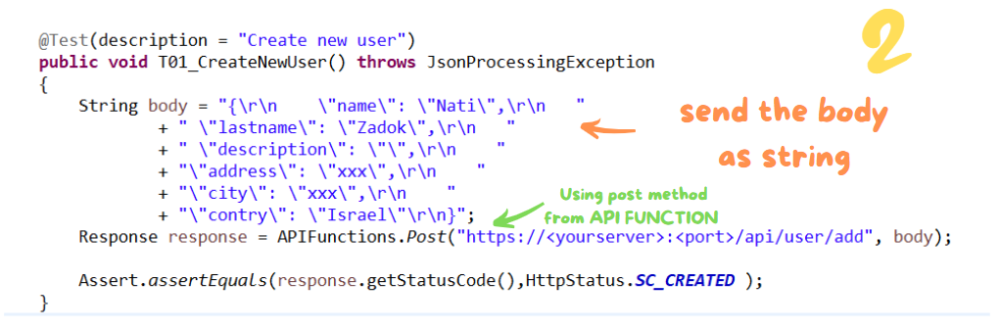 2
@Test(description = "Create new user")
public void T01_CreateNewUser() throws JsonProcessingException
{
String body = "{\r\n    \"name\": \"Nati\",\r\n   "
+ " \"lastname\": \"Zadok\",\r\n   "
+ " \"description\": \"\",\r\n    "
+ "\"address\": \"xxx\",\r\n    "
+ "\"city\": \"xxx\",\r\n    "
+ "\"contry\": \"Israel\"\r\n}";
send the body
as string
Using post method
from API FUNCTION
Response response = APIFunctions.Post("https://<yourserver>:<port>/api/user/add", body);
Assert.assertEquals(response.getStatusCode(),HttpStatus.SC_CREATED );
}